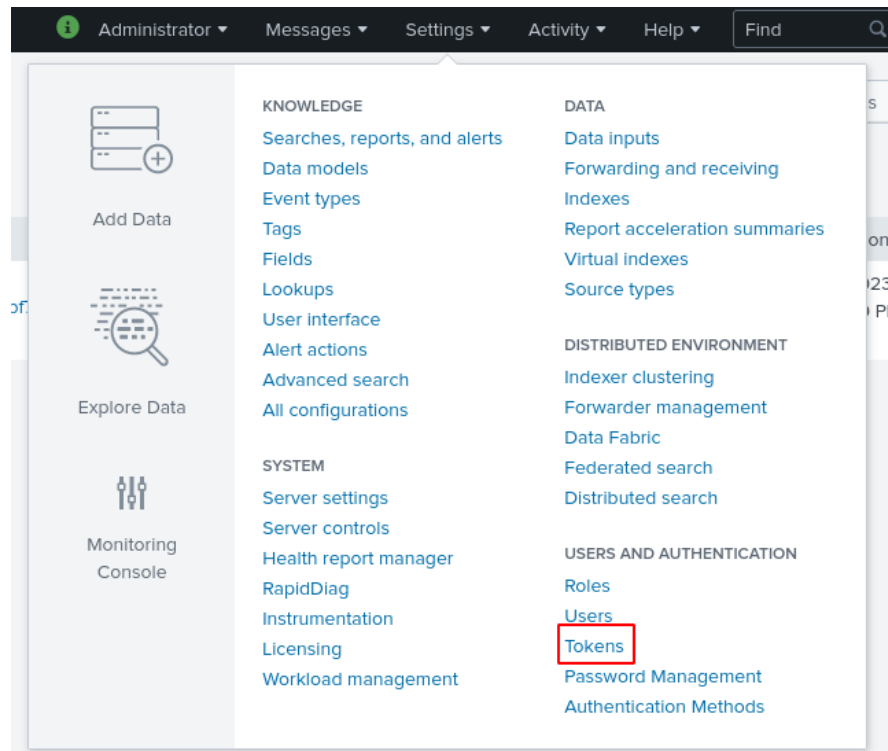 Administrator Messages Settings Activity Help Find
Add Data
Explore Data
Monitoring
Console
KNOWLEDGE
Searches, reports, and alerts
Data models
Event types
Tags
Fields
Lookups
User interface
Alert actions
Advanced search
All configurations
SYSTEM
Server settings
Server controls
Health report manager
RapidDiag
Instrumentation
Licensing
Workload management
DATA
Data inputs
Forwarding and receiving
Indexes
Report acceleration summaries
Virtual indexes
Source types
DISTRIBUTED ENVIRONMENT
Indexer clustering
Forwarder management
Data Fabric
Federated search
Distributed search
USERS AND AUTHENTICATION
Roles
Users
Tokens
Password Management
Authentication Methods